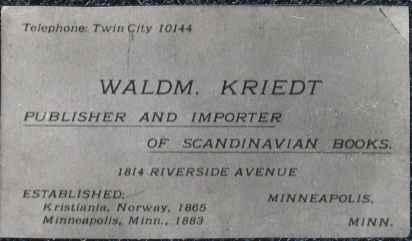 Telephone: Twin City 10144
WALDM. KRIEDT
PUBLISHER AND IMPORTER
OF SCANDINAVIAN BOOKS.
1814 RIVERSIDE AVENUE
ESTABLISHED:
Kristiania, Norway, 1865
Minneapolis, Minn., 1883
MINNEAPOLIS,
MINN.